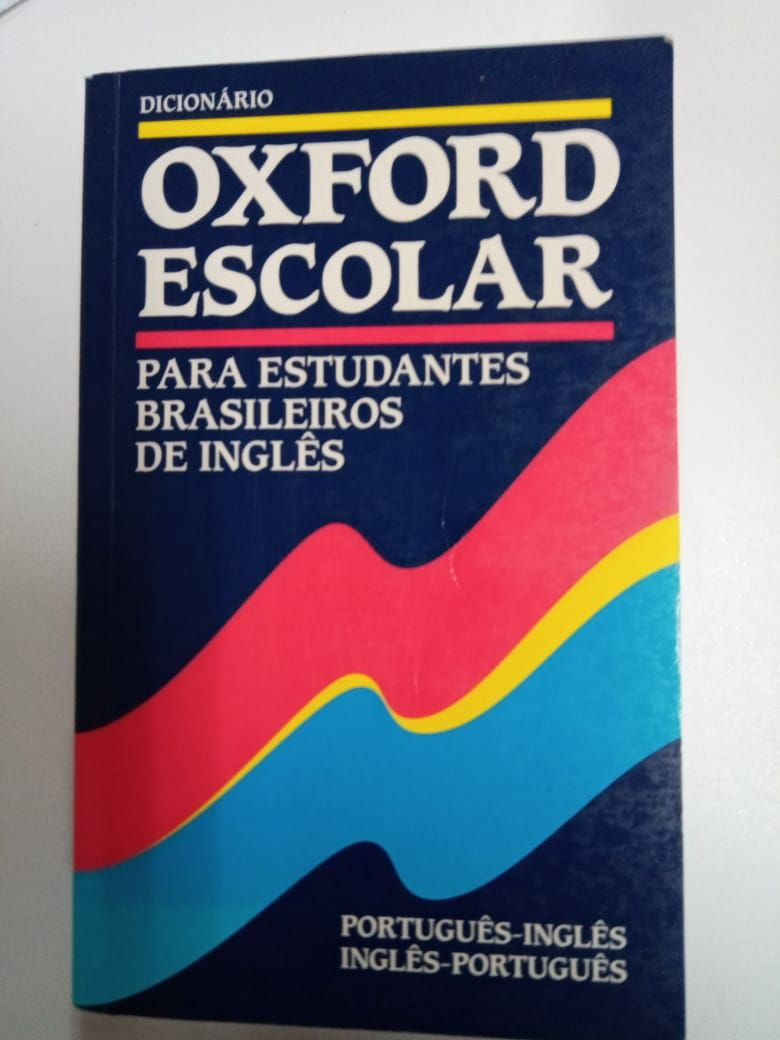 DICIONÁRIO
OXFORD
ESCOLAR
PARA ESTUDANTES
BRASILEIROS
DE INGLÊS
PORTUGUÊS-INGLÊS
INGLÊS-PORTUGUÊS